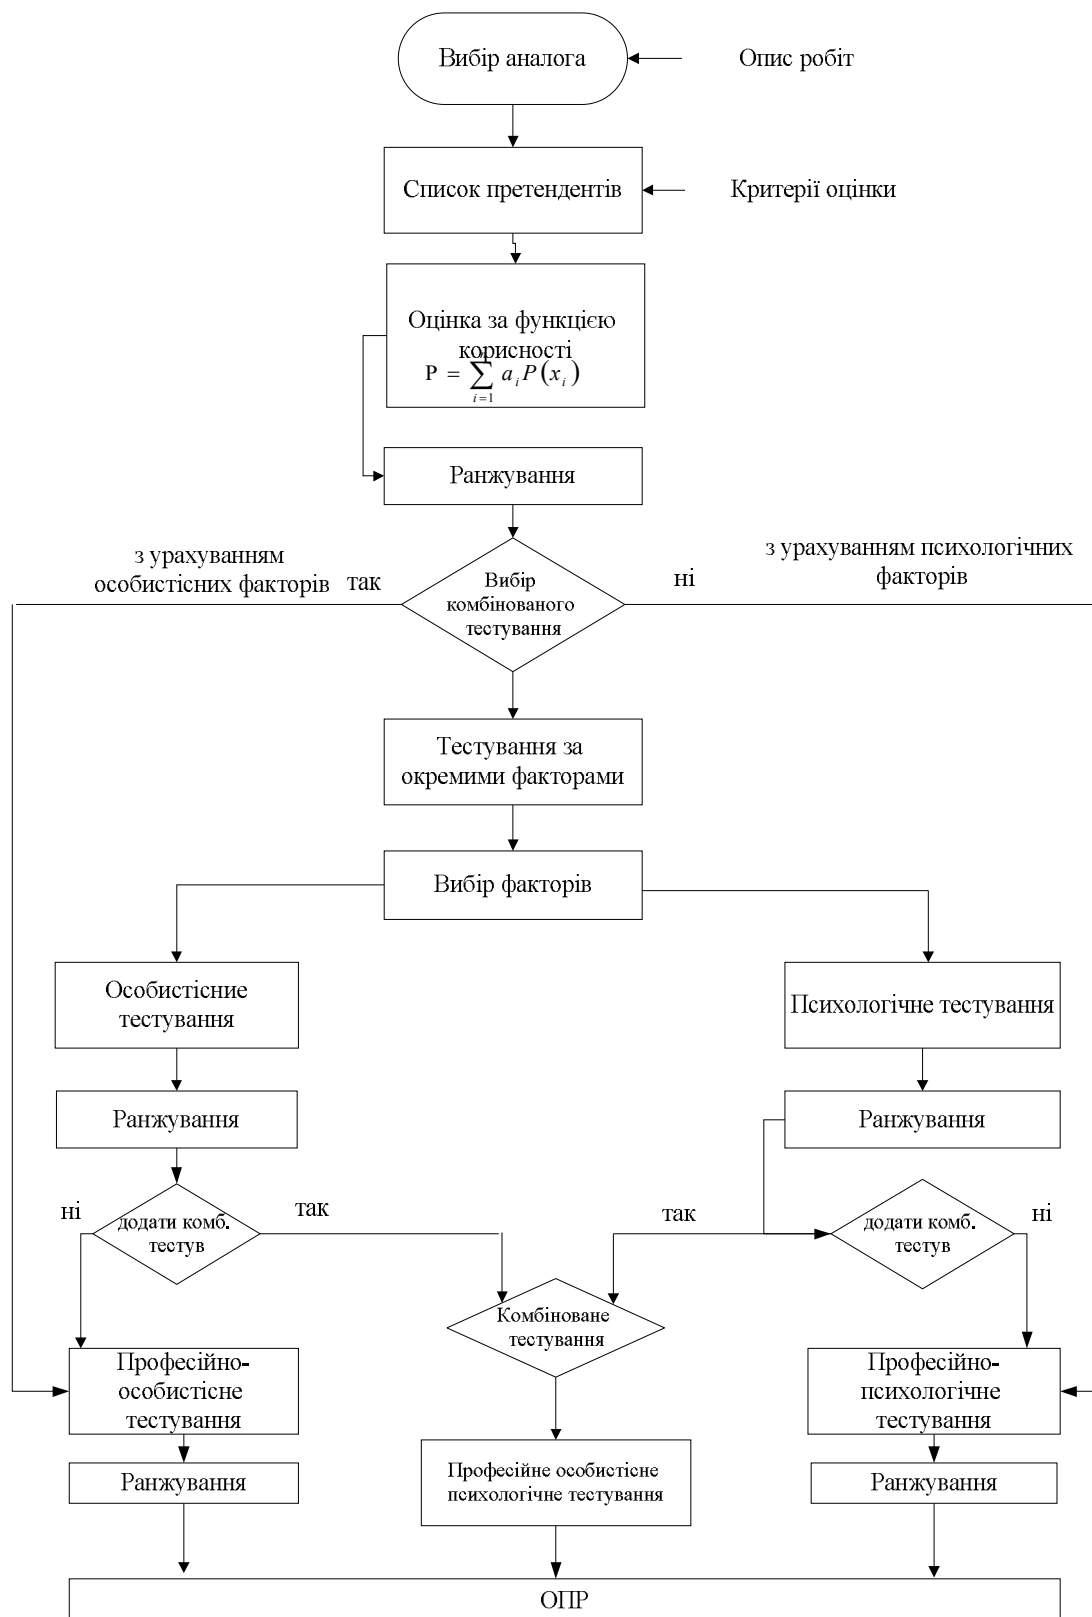 Вибір аналога
Опис робіт
Список претендентів
Критерії оцінки
Оцінка за функцією
корисності
P = ∑ a_i P(x_i)
i=1
Ранжування
з урахуванням
особистісних факторів
так
Вибір
комбінованого
тестування
ні
з урахуванням психологічних
факторів
Тестування за
окремими факторами
Вибір факторів
Особистісне
тестування
Психологічне тестування
Ранжування
Ранжування
ні
додати комб.
тестув
так
так
додати комб.
тестув
ні
Комбіноване
тестування
Професійно-
особистісне
тестування
Професійно-
психологічне
тестування
Професійне особистісне
психологічне тестування
Ранжування
Ранжування
ОПР